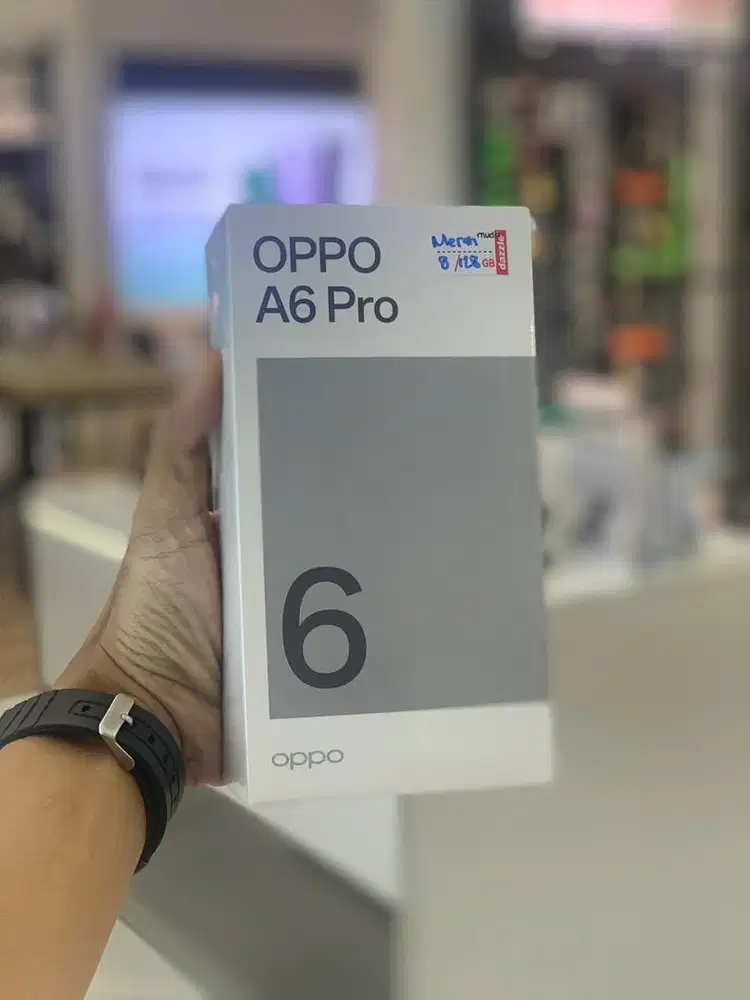 OPPO
A6 Pro
Merah muda
8/128 GB
dazzle
6
oppo